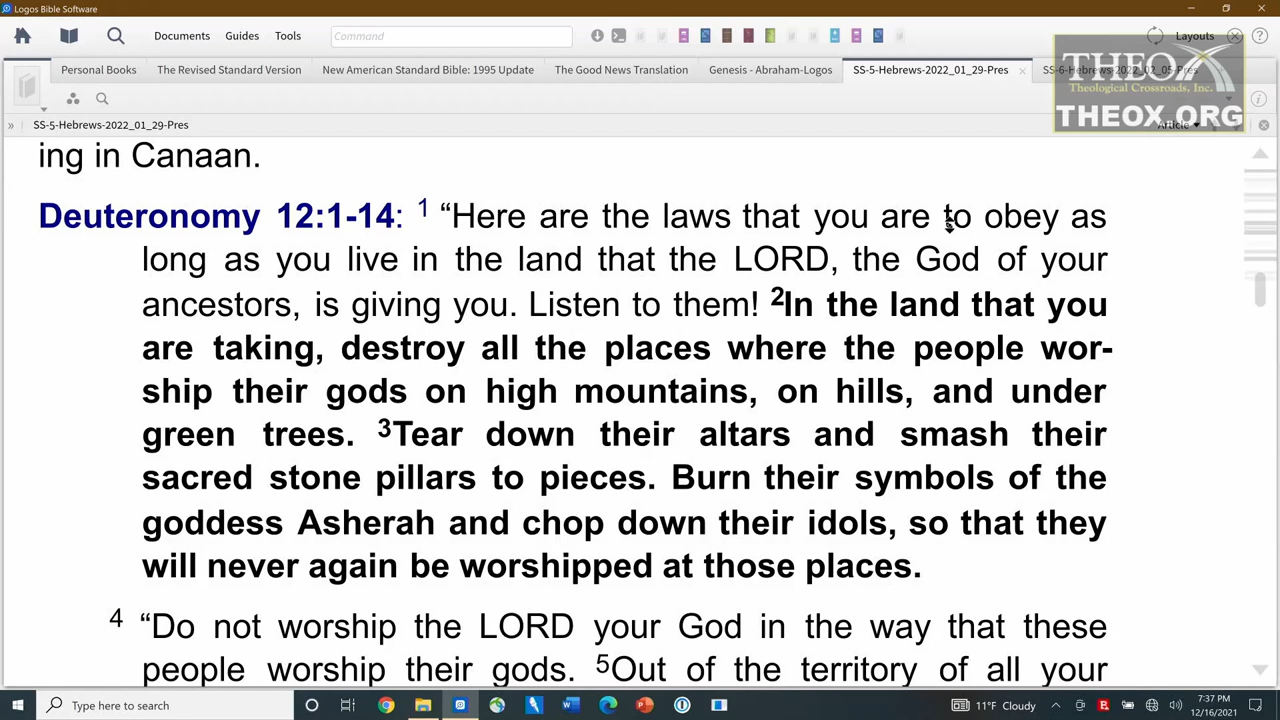 Logos Bible Software
Documents Guides Tools Command Layouts
THEOX
Theological Crossroads, Inc.
THEOX.ORG
Personal Books The Revised Standard Version New American Standard Bible 1995 Update The Good News Translation Genesis - Abrahsen-Logos SS-5-Hebrews-2022_01_29-Pres SS-6-Hebrews-2022_02_05-Pres
SS-5-Hebrews-2022_01_29-Pres Article
ing in Canaan.
Deuteronomy 12:1-14: 1 “Here are the laws that you are to obey as
long as you live in the land that the LORD, the God of your
ancestors, is giving you. Listen to them! 2In the land that you
are taking, destroy all the places where the people wor-
ship their gods on high mountains, on hills, and under
green trees. 3Tear down their altars and smash their
sacred stone pillars to pieces. Burn their symbols of the
goddess Asherah and chop down their idols, so that they
will never again be worshipped at those places.
4 “Do not worship the LORD your God in the way that these
people worship their gods. 5Out of the territory of all your
Type here to search 11°F Cloudy 7:37 PM
12/16/2021